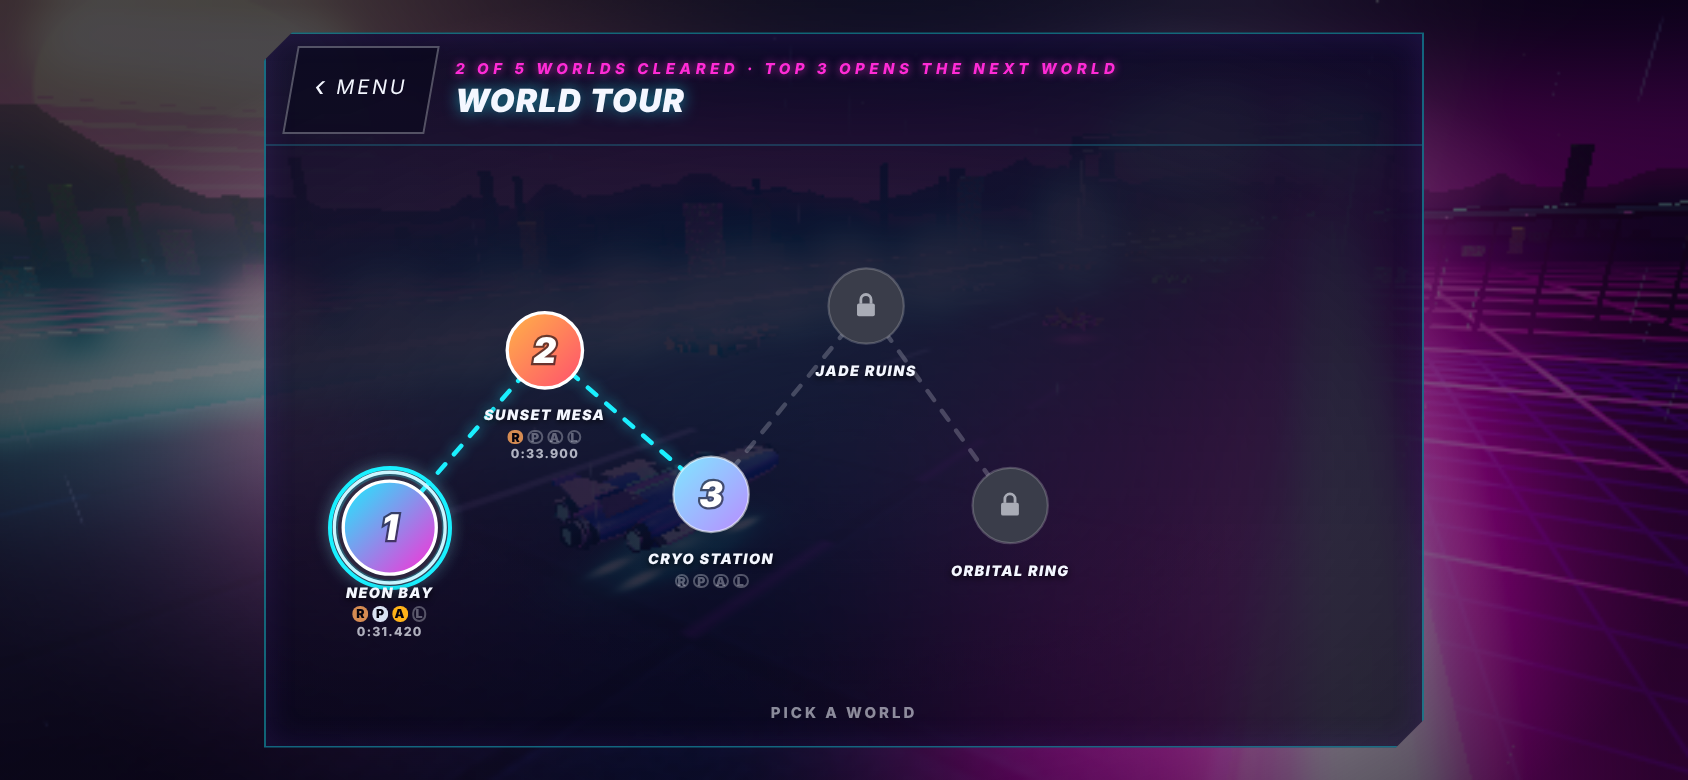 ‹ MENU
2 OF 5 WORLDS CLEARED · TOP 3 OPENS THE NEXT WORLD
WORLD TOUR
JADE RUINS
2
SUNSET MESA
R P A L
0:33.900
3
CRYO STATION
R P A L
1
NEON BAY
R P A L
0:31.420
ORBITAL RING
PICK A WORLD